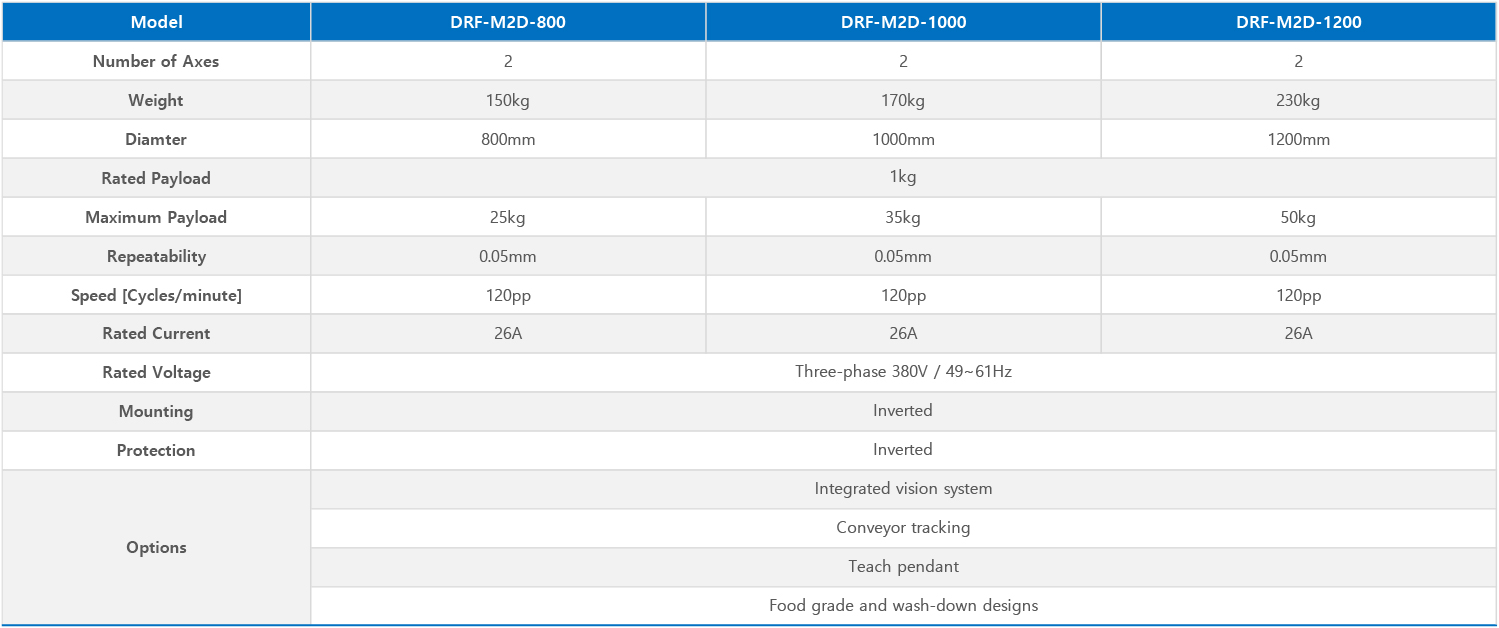 Model DRF-M2D-800 DRF-M2D-1000 DRF-M2D-1200
Number of Axes 2 2 2
Weight 150kg 170kg 230kg
Diamter 800mm 1000mm 1200mm
Rated Payload 1kg
Maximum Payload 25kg 35kg 50kg
Repeatability 0.05mm 0.05mm 0.05mm
Speed [Cycles/minute] 120pp 120pp 120pp
Rated Current 26A 26A 26A
Rated Voltage Three-phase 380V / 49~61Hz
Mounting Inverted
Protection Inverted
Options
Integrated vision system
Conveyor tracking
Teach pendant
Food grade and wash-down designs